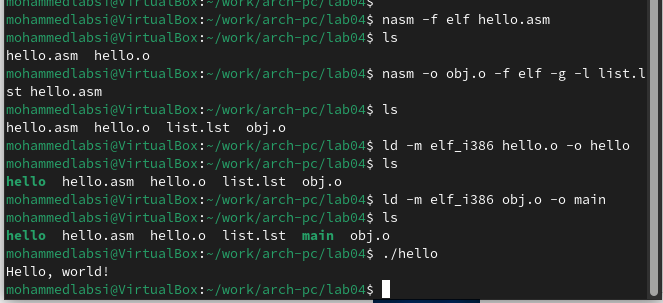 mohammedlabsi@VirtualBox:~/work/arch-pc/lab04$
mohammedlabsi@VirtualBox:~/work/arch-pc/lab04$ nasm -f elf hello.asm
mohammedlabsi@VirtualBox:~/work/arch-pc/lab04$ ls
hello.asm  hello.o
mohammedlabsi@VirtualBox:~/work/arch-pc/lab04$ nasm -o obj.o -f elf -g -l list.l
st hello.asm
mohammedlabsi@VirtualBox:~/work/arch-pc/lab04$ ls
hello.asm  hello.o  list.lst  obj.o
mohammedlabsi@VirtualBox:~/work/arch-pc/lab04$ ld -m elf_i386 hello.o -o hello
mohammedlabsi@VirtualBox:~/work/arch-pc/lab04$ ls
hello  hello.asm  hello.o  list.lst  obj.o
mohammedlabsi@VirtualBox:~/work/arch-pc/lab04$ ld -m elf_i386 obj.o -o main
mohammedlabsi@VirtualBox:~/work/arch-pc/lab04$ ls
hello  hello.asm  hello.o  list.lst  main  obj.o
mohammedlabsi@VirtualBox:~/work/arch-pc/lab04$ ./hello
Hello, world!
mohammedlabsi@VirtualBox:~/work/arch-pc/lab04$